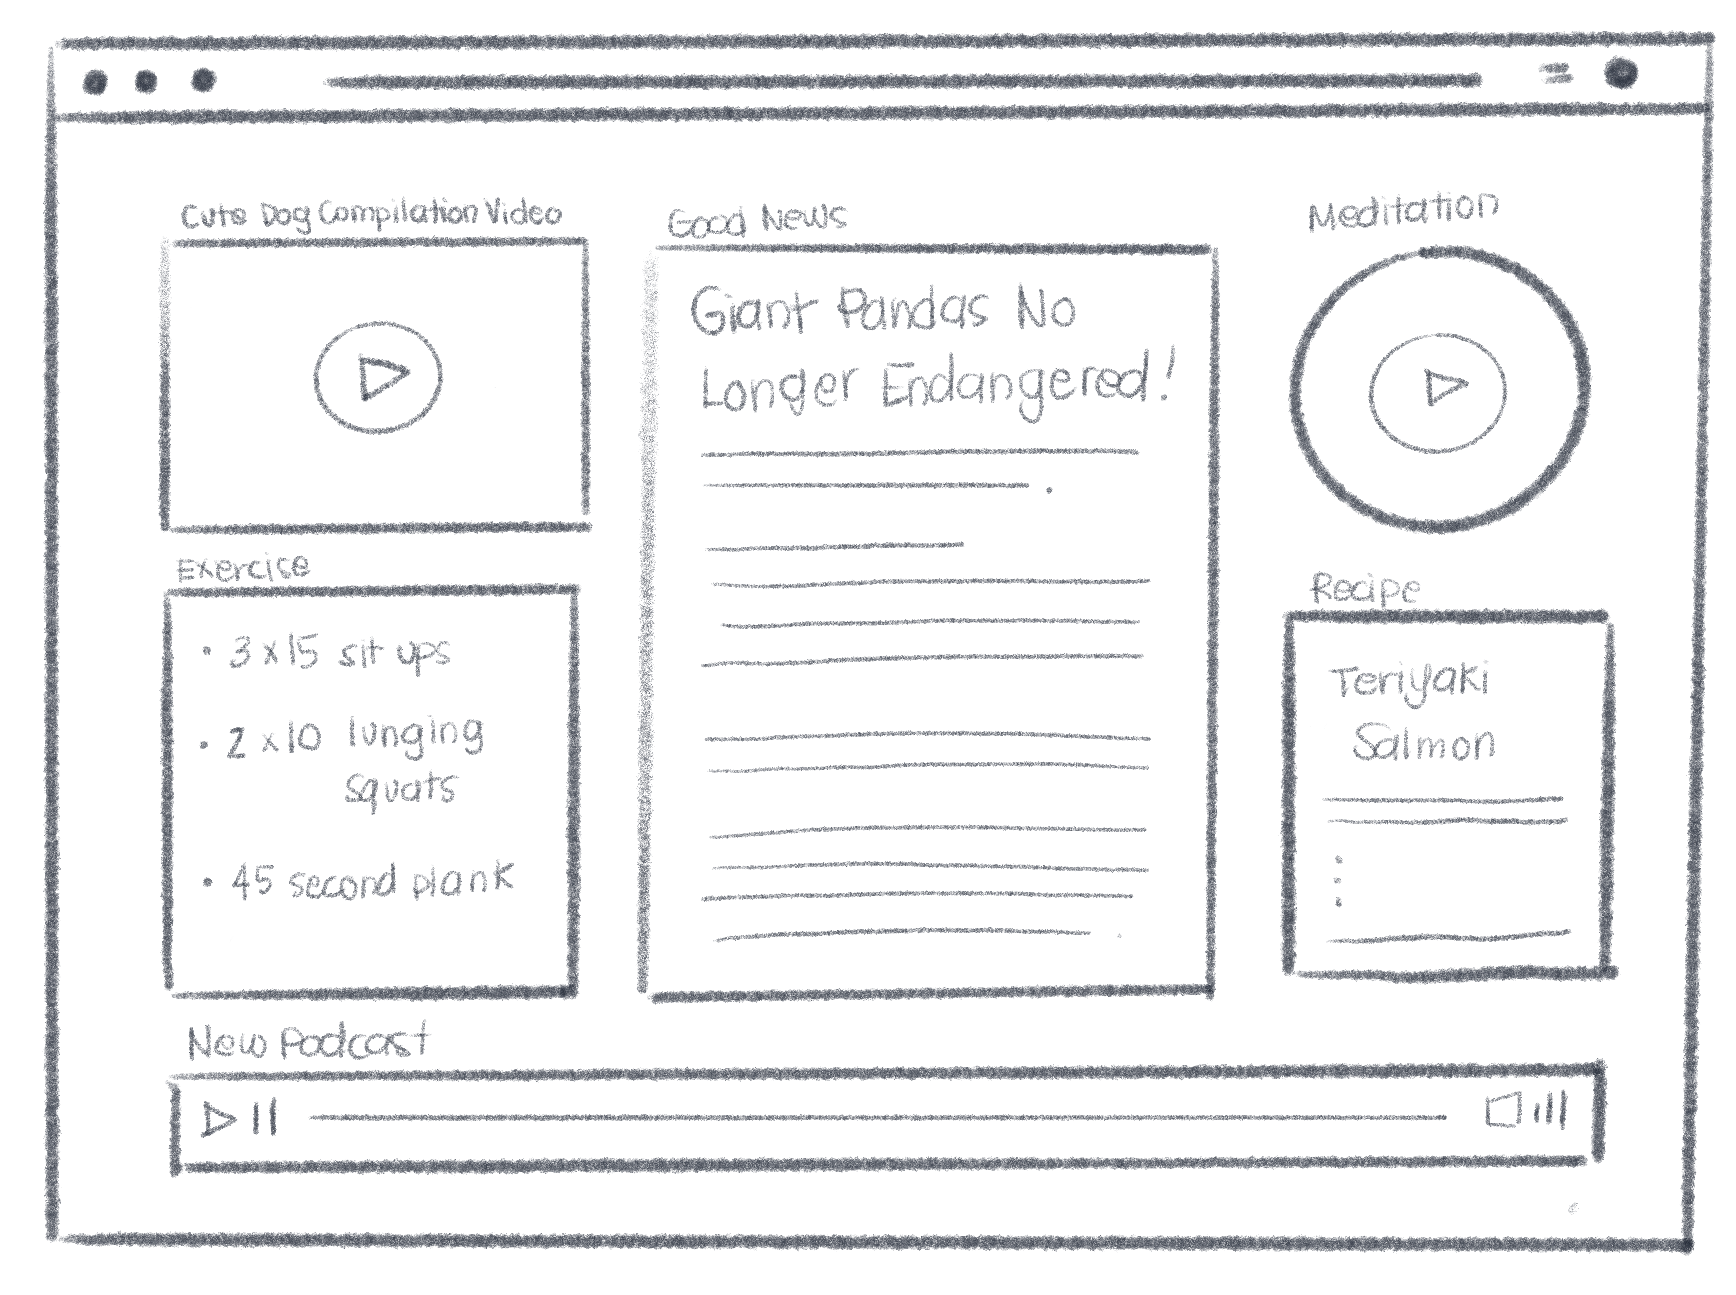 Cute Dog Compilation Video
Good News
Giant Pandas No
Longer Endangered!
Meditation
Exercise
• 3 x 15 sit ups
• 2 x 10 lunging
squats
• 45 second plank
Recipe
Teriyaki
Salmon
New Podcast